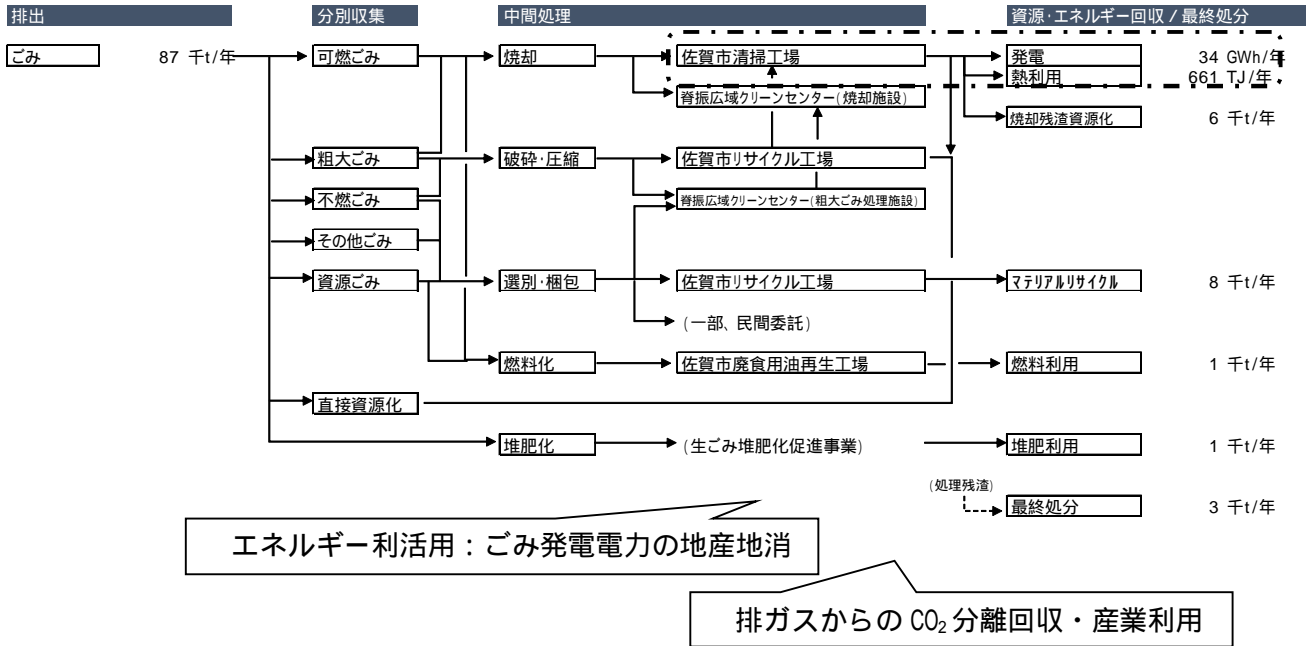 排出 分別収集 中間処理 資源･エネルギー回収 / 最終処分
ごみ 87 千t/年 可燃ごみ 焼却 佐賀市清掃工場 発電 34 GWh/年
熱利用 661 TJ/年
脊振広域クリーンセンター(焼却施設)
焼却残渣資源化 6 千t/年
粗大ごみ 破砕･圧縮 佐賀市リサイクル工場
不燃ごみ 脊振広域クリーンセンター(粗大ごみ処理施設)
その他ごみ
資源ごみ 選別･梱包 佐賀市リサイクル工場 マテリアルリサイクル 8 千t/年
(一部、民間委託)
燃料化 佐賀市廃食用油再生工場 燃料利用 1 千t/年
直接資源化
堆肥化 (生ごみ堆肥化促進事業) 堆肥利用 1 千t/年
(処理残渣)
最終処分 3 千t/年
エネルギー利活用：ごみ発電電力の地産地消
排ガスからの CO₂ 分離回収・産業利用